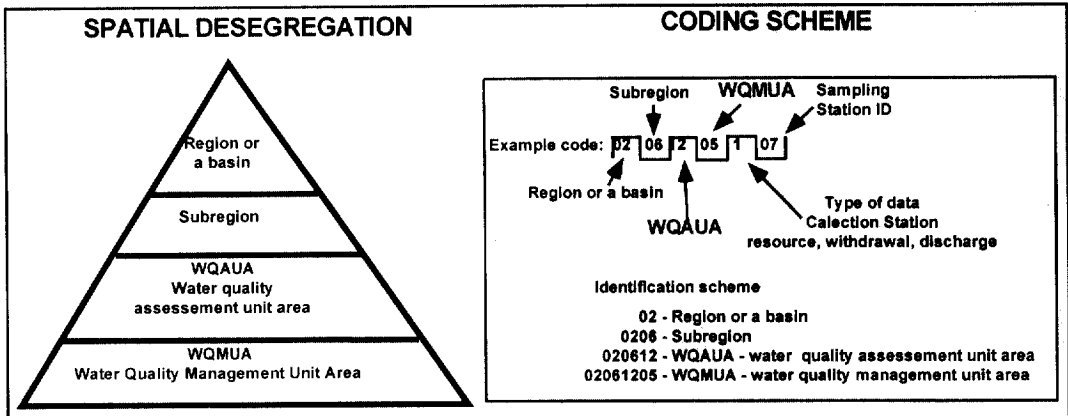 SPATIAL DESEGREGATION
Region or
a basin
Subregion
WQAUA
Water quality
assessement unit area
WQMUA
Water Quality Management Unit Area
CODING SCHEME
Subregion
WQMUA
Sampling
Station ID
Example code: 02 06 12 05 1 07
Region or a basin
WQAUA
Type of data
Calection Station
resource, withdrawal, discharge
Identification scheme
02 - Region or a basin
0206 - Subregion
020612 - WQAUA - water quality assessement unit area
02061205 - WQMUA - water quality management unit area